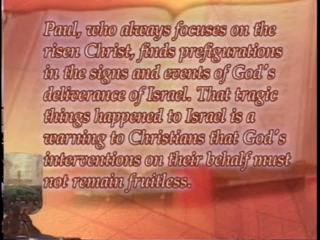 Paul, who always focuses on the
risen Christ, finds prefigurations
in the signs and events of God's
deliverance of Israel. That tragic
things happened to Israel is a
warning to Christians that God's
interventions on their behalf must
not remain fruitless.